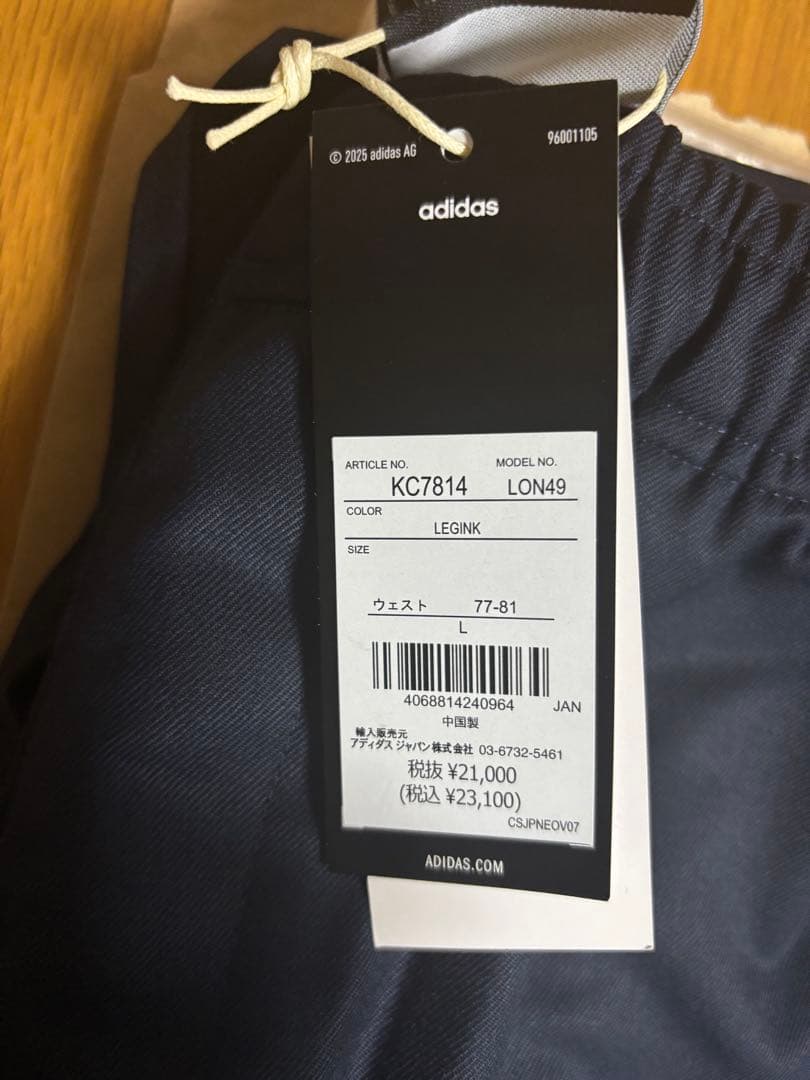 © 2025 adidas AG
96001105
adidas
ARTICLE NO. MODEL NO.
KC7814 LON49
COLOR
LEGINK
SIZE
ウェスト 77-81
L
4068814240964 JAN
中国製
輸入販売元
アディダス ジャパン株式会社 03-6732-5461
税抜 ¥21,000
(税込 ¥23,100)
CSJPNEOV07
ADIDAS.COM